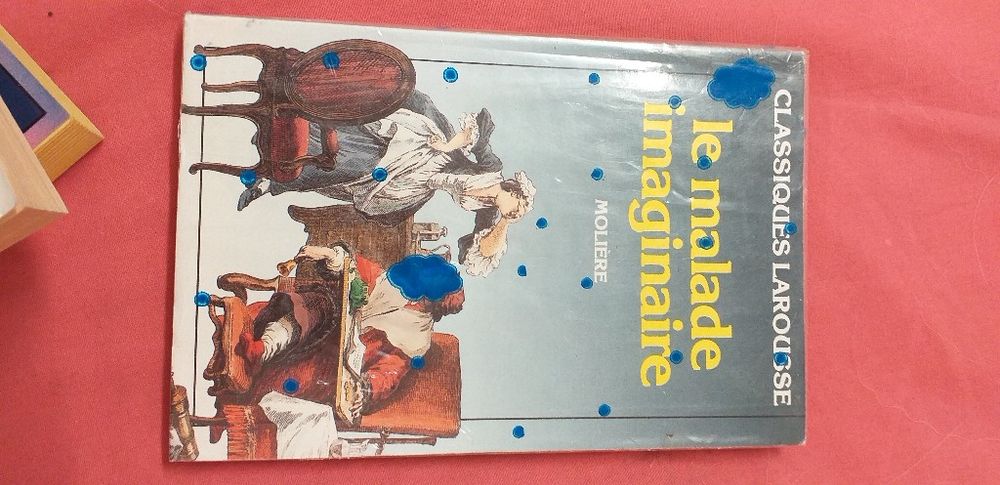 CLASSIQUES LAROUSSE
le malade
imaginaire
MOLIÈRE